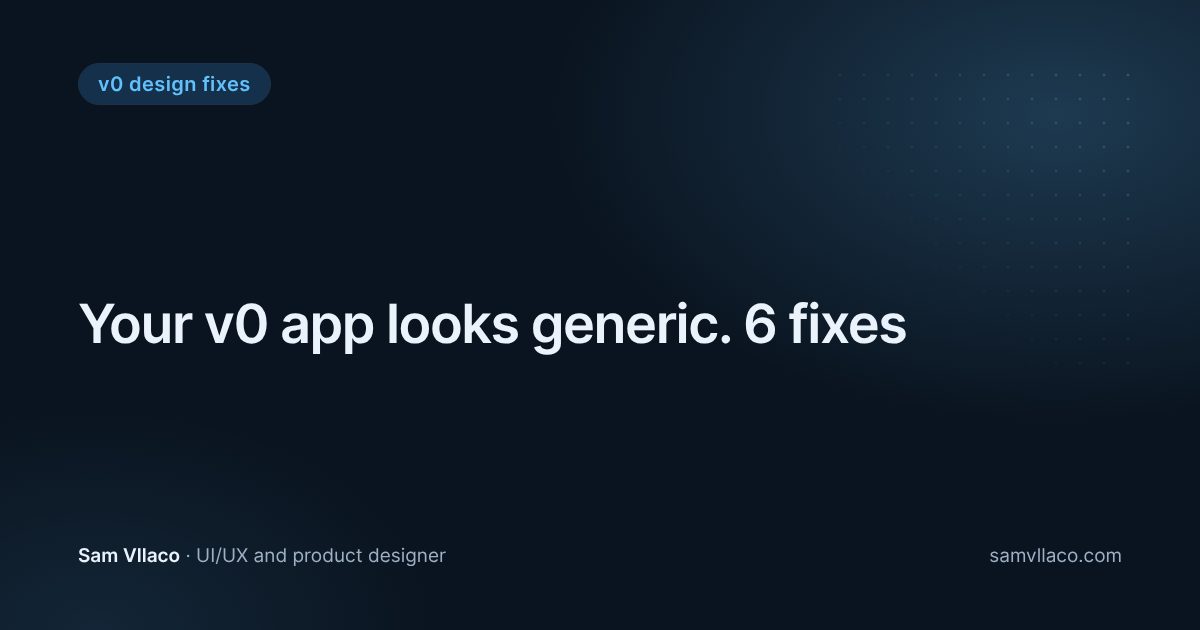 v0 design fixes
Your v0 app looks generic. 6 fixes
Sam Vllaco · UI/UX and product designer
samvllaco.com